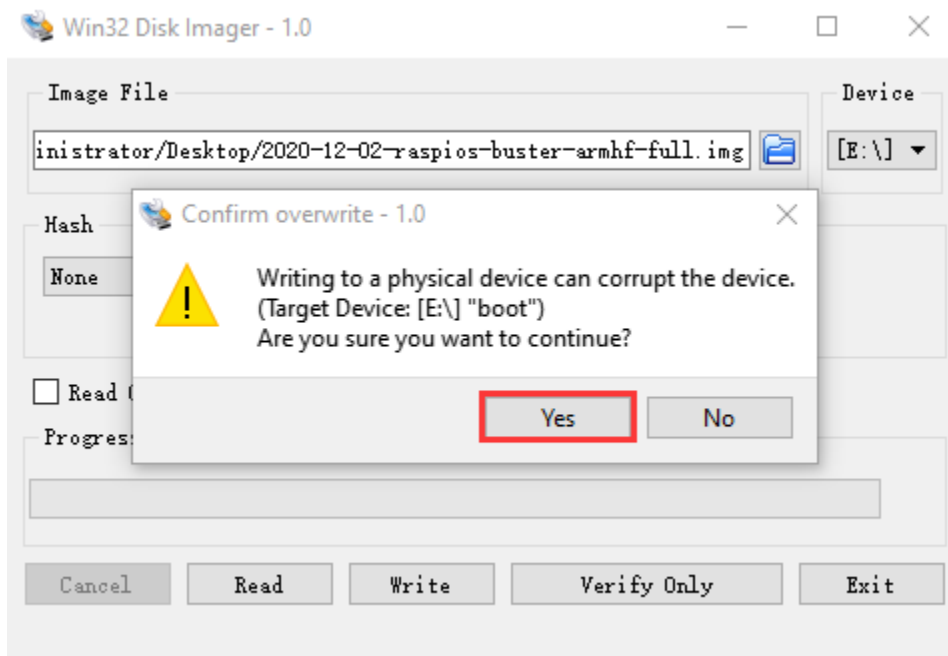 Win32 Disk Imager - 1.0
Image File
Device
inistrator/Desktop/2020-12-02-raspios-buster-armhf-full.img
[E:\]
Hash
None
Confirm overwrite - 1.0
Writing to a physical device can corrupt the device.
(Target Device: [E:\] "boot")
Are you sure you want to continue?
Yes No
Read
Progres
Cancel Read Write Verify Only Exit